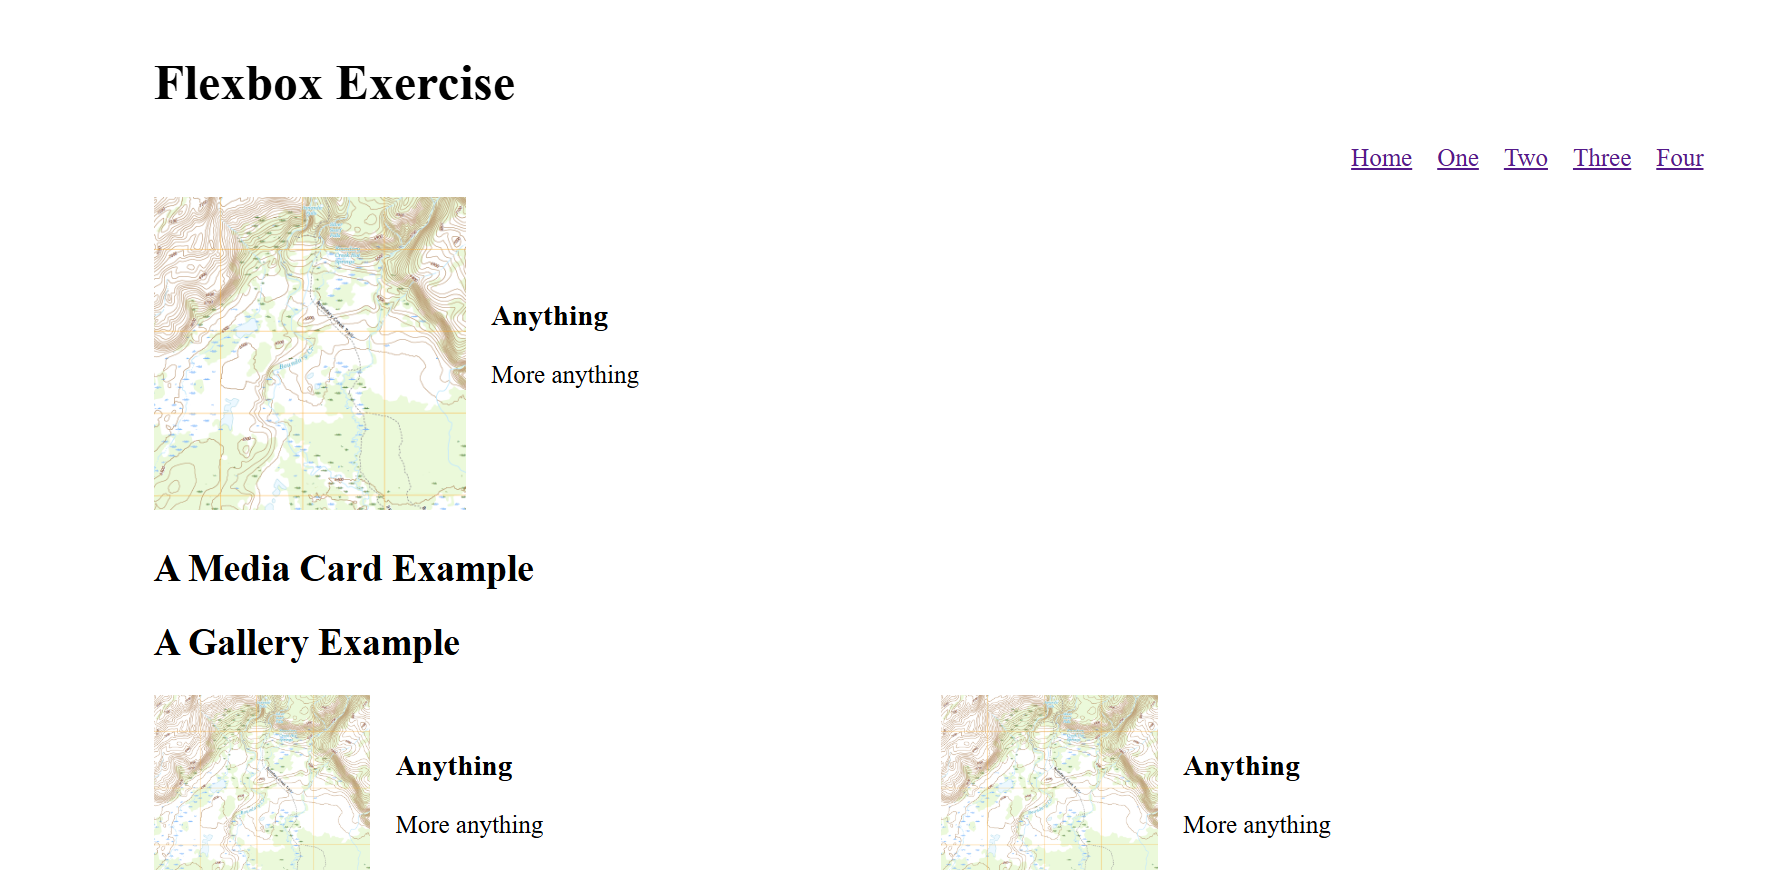 Flexbox Exercise
Home One Two Three Four
Anything
More anything
A Media Card Example
A Gallery Example
Anything
More anything
Anything
More anything